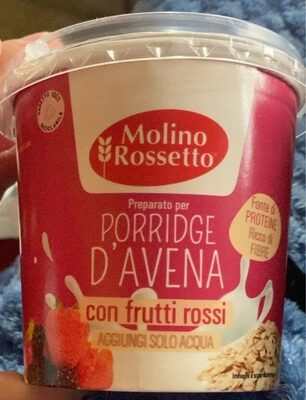 Molino
Rossetto
Preparato per
PORRIDGE
D'AVENA
con frutti rossi
AGGIUNGI SOLO ACQUA
Fonte di
PROTEINE
Ricco di
FIBRE